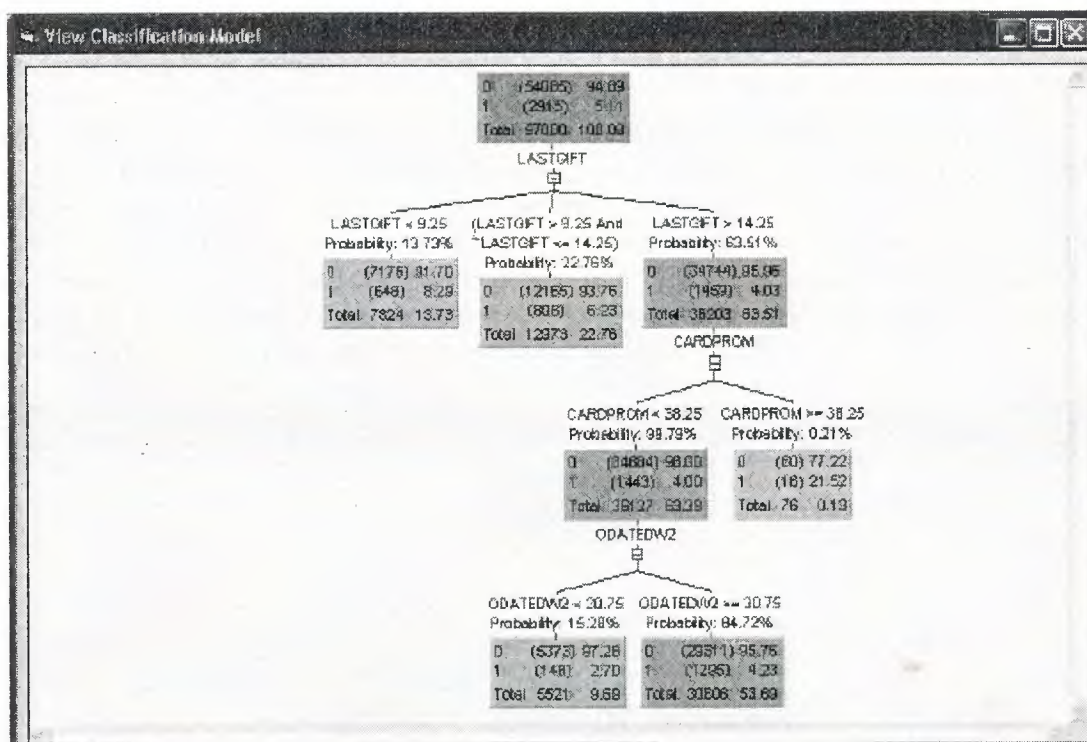 View Classification Model
0 (54085) 94.89
1 (2915) 5.11
Total 57000 100.00
LASTGIFT
LASTGIFT < 9.25
Probability: 13.73%
0 (7176) 91.70
1 (648) 8.29
Total 7824 13.73
(LASTGIFT > 9.25 And
LASTGIFT <= 14.25)
Probability: 22.76%
0 (12165) 93.76
1 (808) 6.23
Total 12973 22.76
LASTGIFT > 14.25
Probability: 63.51%
0 (34744) 95.96
1 (1459) 4.03
Total 36203 63.51
CARDPROM
CARDPROM < 38.25
Probability: 99.79%
0 (34684) 96.00
1 (1443) 4.00
Total 36127 63.39
CARDPROM >= 38.25
Probability: 0.21%
0 (60) 77.22
1 (16) 21.52
Total 76 0.13
ODATEDW2
ODATEDW2 < 30.75
Probability: 15.28%
0 (5373) 97.26
1 (148) 2.70
Total 5521 9.69
ODATEDW2 >= 30.75
Probability: 84.72%
0 (29311) 95.76
1 (1295) 4.23
Total 30606 53.69